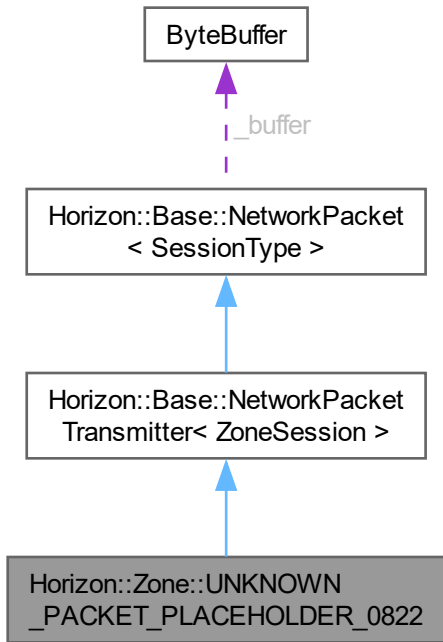 ByteBuffer
_buffer
Horizon::Base::NetworkPacket
< SessionType >
Horizon::Base::NetworkPacket
Transmitter< ZoneSession >
Horizon::Zone::UNKNOWN
_PACKET_PLACEHOLDER_0822